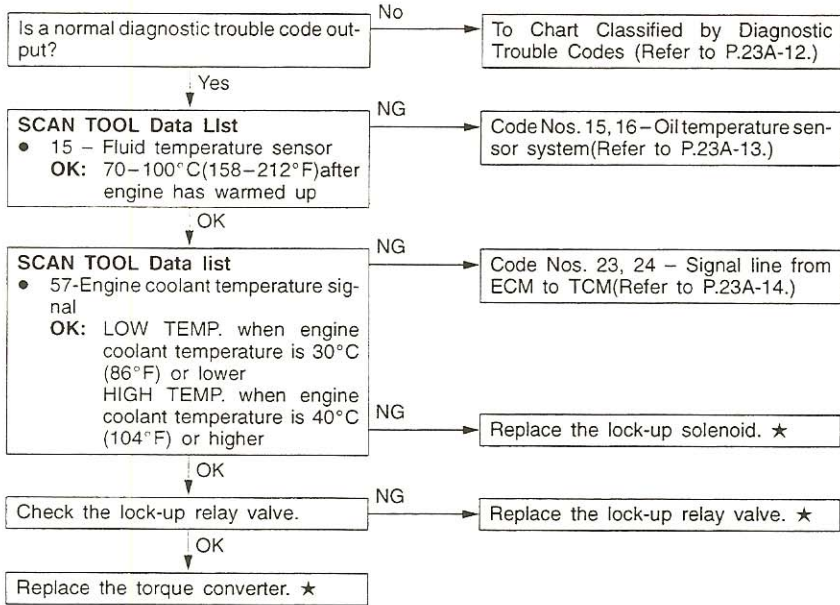 Is a normal diagnostic trouble code out-
put?
No
To Chart Classified by Diagnostic
Trouble Codes (Refer to P.23A-12.)
Yes
SCAN TOOL Data LIst
● 15 – Fluid temperature sensor
OK: 70–100°C(158–212°F)after
engine has warmed up
NG
Code Nos. 15, 16–Oil temperature sen-
sor system(Refer to P.23A-13.)
OK
SCAN TOOL Data list
● 57-Engine coolant temperature sig-
nal
OK: LOW TEMP. when engine
coolant temperature is 30°C
(86°F) or lower
HIGH TEMP. when engine
coolant temperature is 40°C
(104°F) or higher
NG
Code Nos. 23, 24 – Signal line from
ECM to TCM(Refer to P.23A-14.)
NG
Replace the lock-up solenoid. ★
OK
Check the lock-up relay valve.
NG
Replace the lock-up relay valve. ★
OK
Replace the torque converter. ★